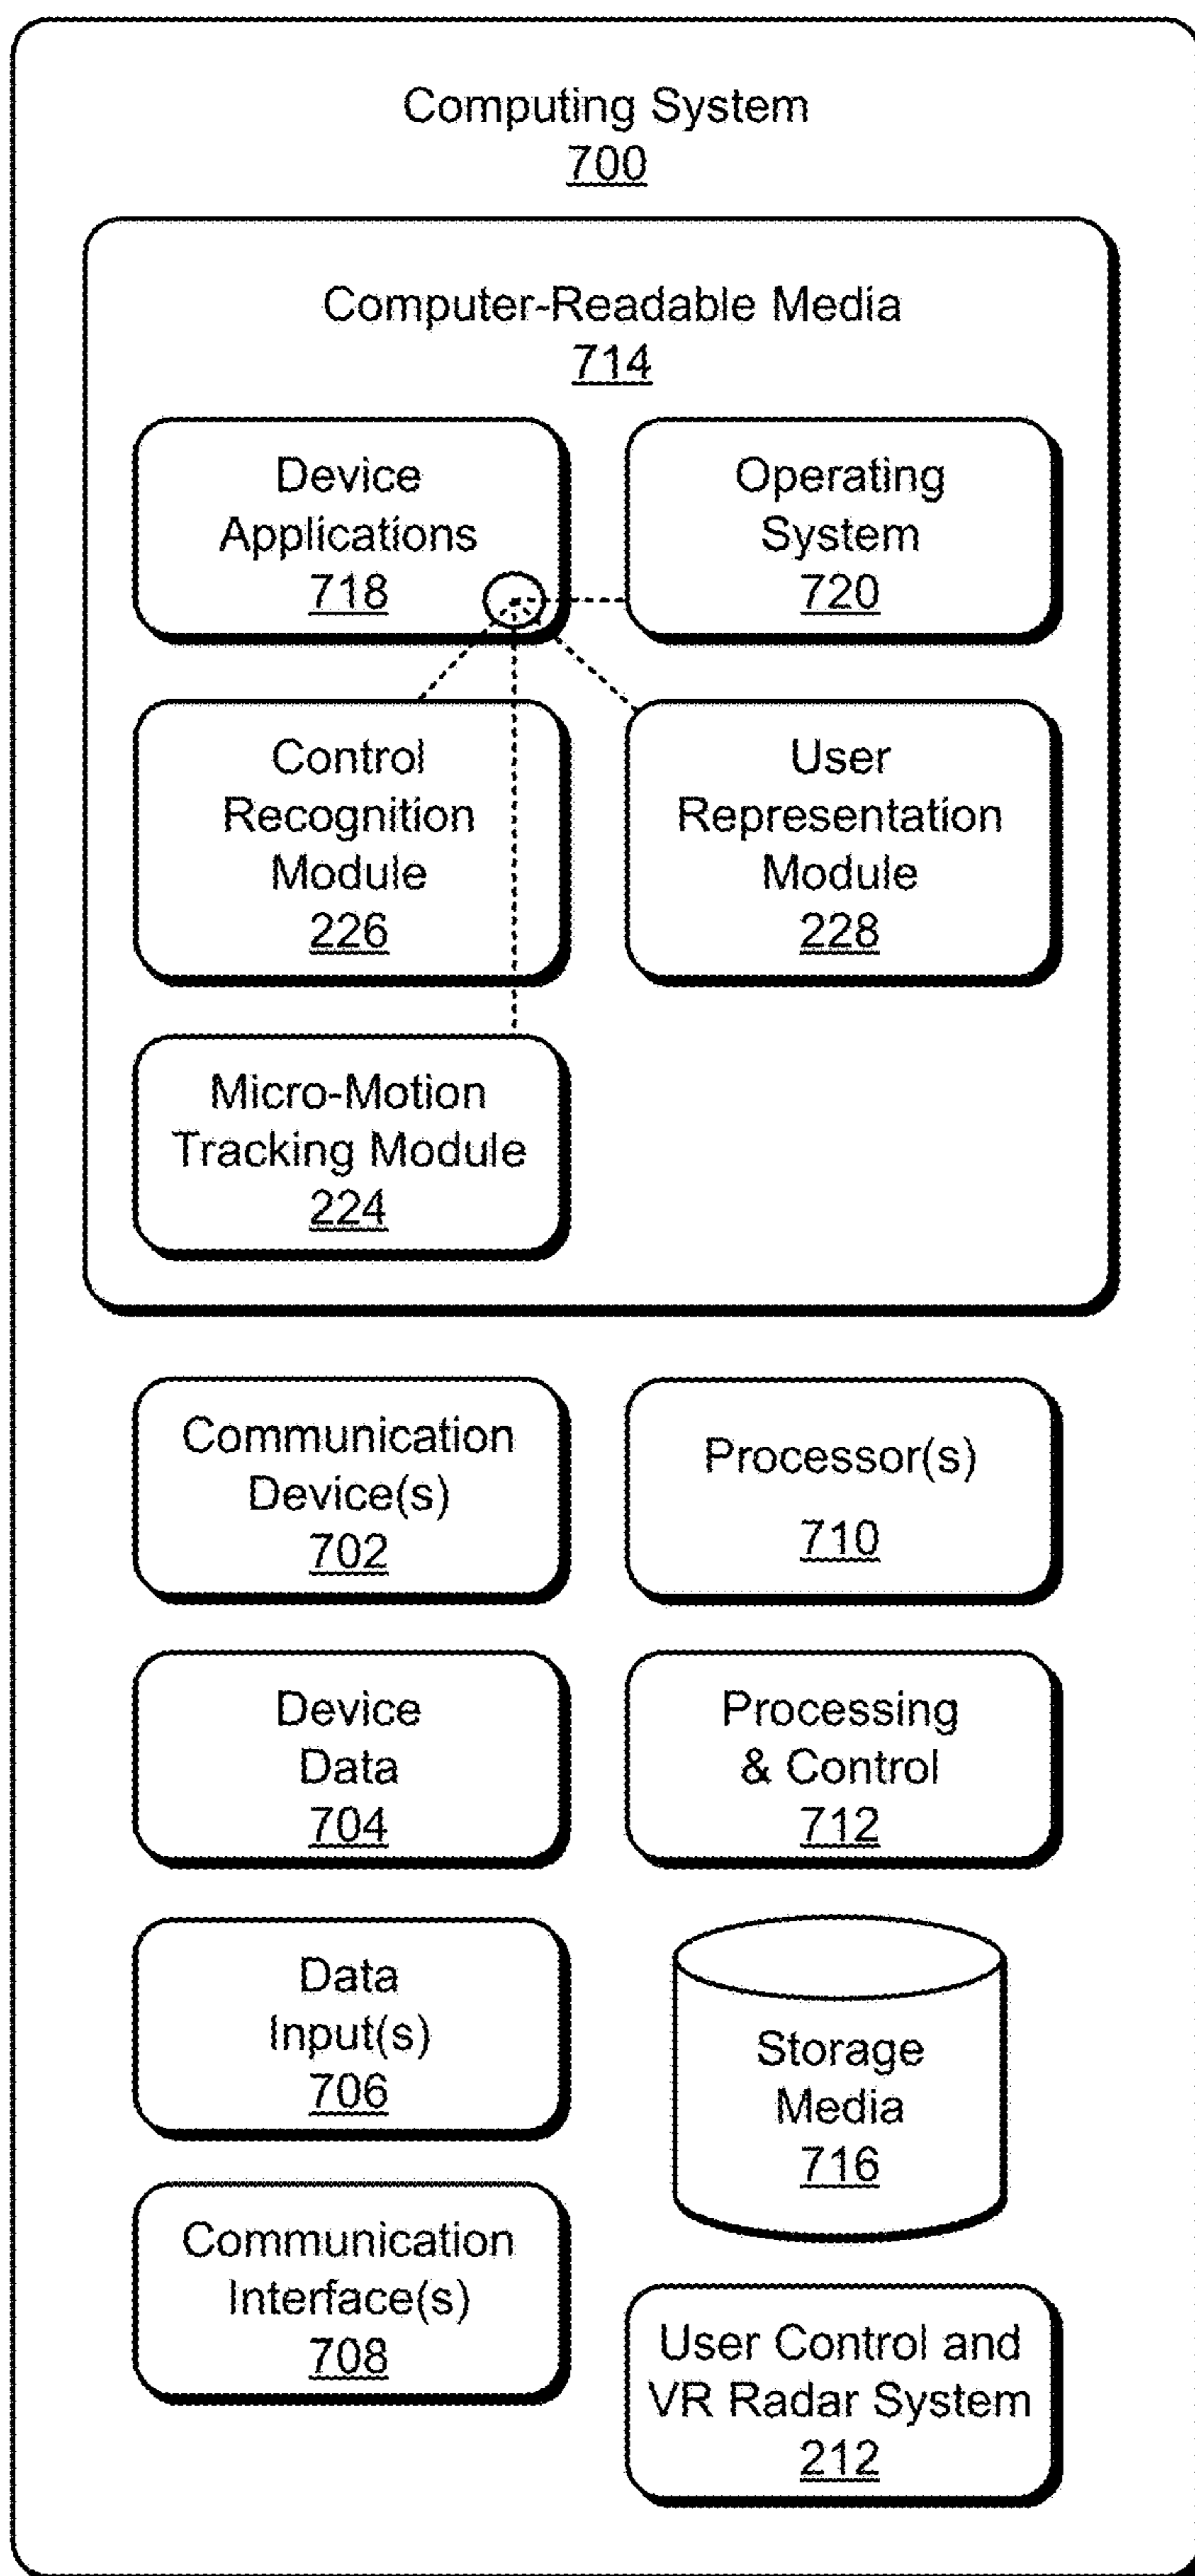 Computing System
700
Computer-Readable Media
714
Device
Applications
718
Operating
System
720
Control
Recognition
Module
226
User
Representation
Module
228
Micro-Motion
Tracking Module
224
Communication
Device(s)
702
Processor(s)
710
Device
Data
704
Processing
& Control
712
Data
Input(s)
706
Storage
Media
716
Communication
Interface(s)
708
User Control and
VR Radar System
212